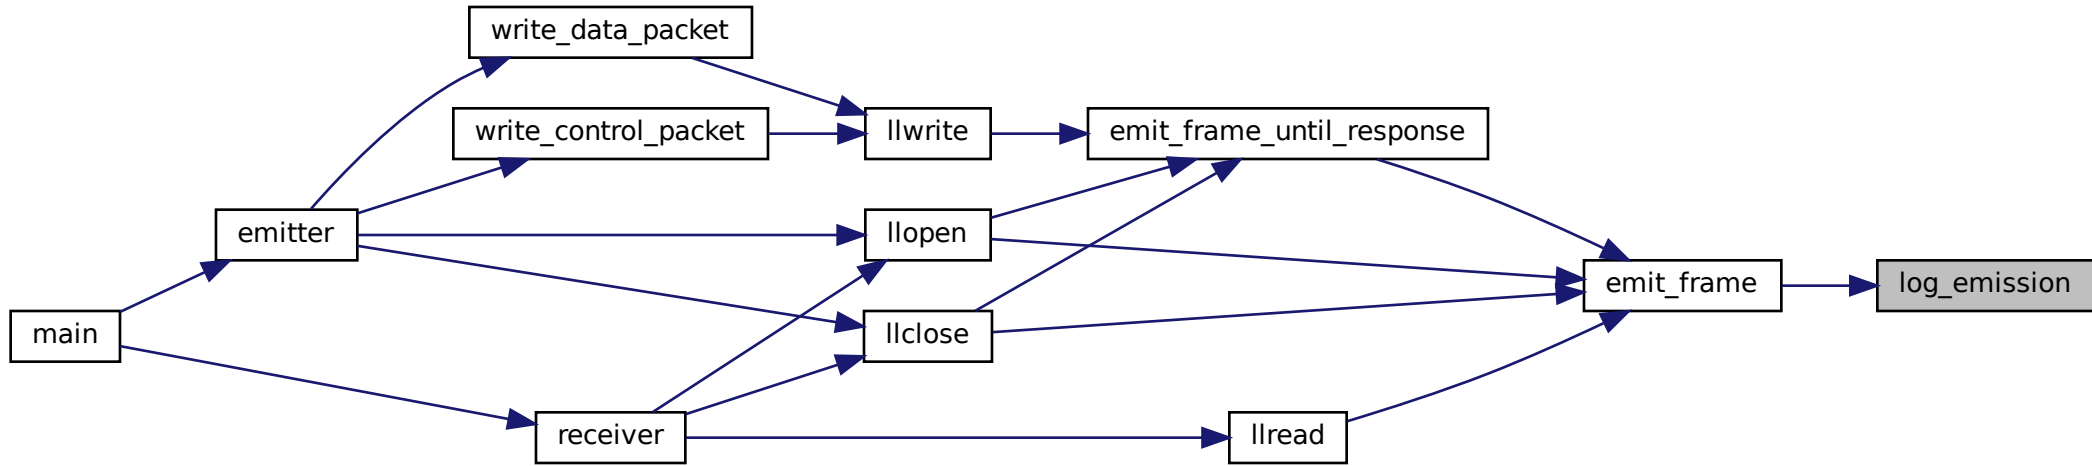 write_data_packet
write_control_packet
llwrite
emit_frame_until_response
emitter
llopen
emit_frame
log_emission
main
llclose
receiver
llread